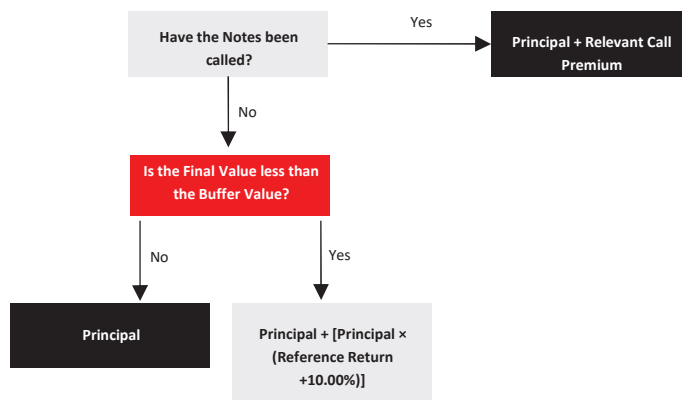 Have the Notes been
called?
Yes
Principal + Relevant Call
Premium
No
Is the Final Value less than
the Buffer Value?
No
Yes
Principal
Principal + [Principal ×
(Reference Return
+10.00%)]